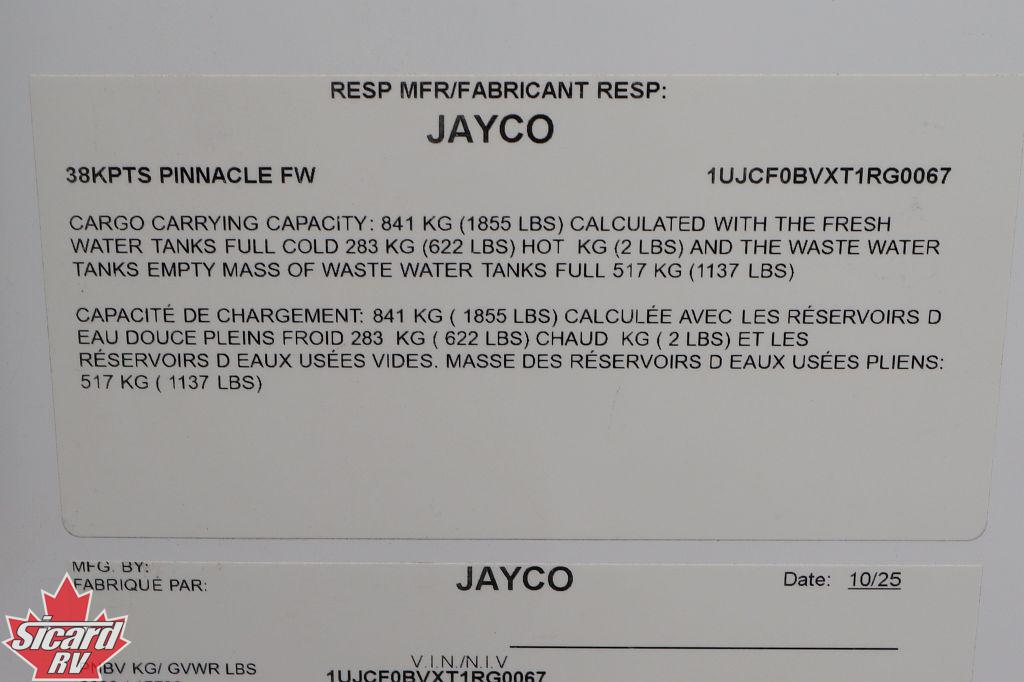 RESP MFR/FABRICANT RESP:
JAYCO
38KPTS PINNACLE FW 1UJCF0BVXT1RG0067
CARGO CARRYING CAPACITY: 841 KG (1855 LBS) CALCULATED WITH THE FRESH
WATER TANKS FULL COLD 283 KG (622 LBS) HOT KG (2 LBS) AND THE WASTE WATER
TANKS EMPTY MASS OF WASTE WATER TANKS FULL 517 KG (1137 LBS)
CAPACITÉ DE CHARGEMENT: 841 KG ( 1855 LBS) CALCULÉE AVEC LES RÉSERVOIRS D
EAU DOUCE PLEINS FROID 283 KG ( 622 LBS) CHAUD KG ( 2 LBS) ET LES
RÉSERVOIRS D EAUX USÉES VIDES. MASSE DES RÉSERVOIRS D EAUX USÉES PLIENS:
517 KG ( 1137 LBS)
MFG. BY: JAYCO Date: 10/25
FABRIQUÉ PAR:
Sicard
RV
V.I.N./N.I.V
KG/ GVWR LBS
1UJCF0BVXT1RG0067